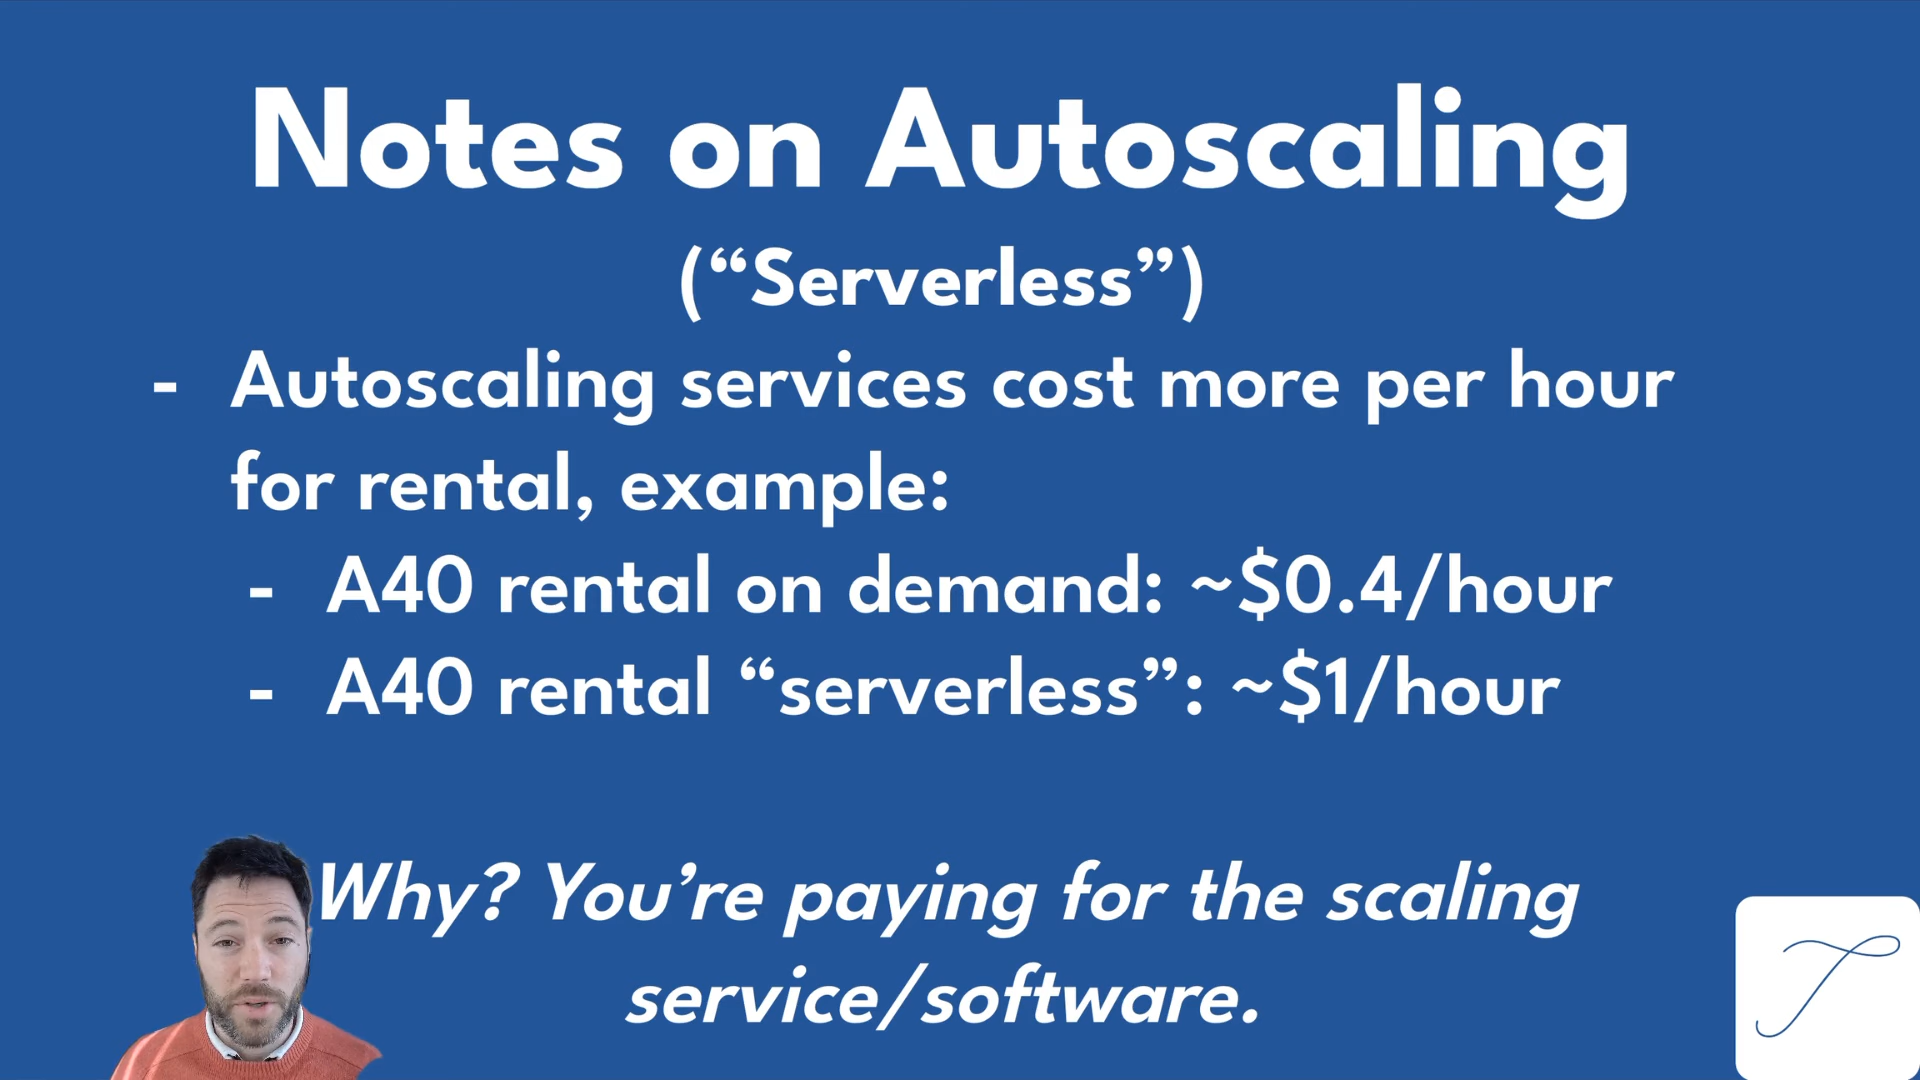 Notes on Autoscaling
(“Serverless”)
- Autoscaling services cost more per hour
for rental, example:
- A40 rental on demand: ~$0.4/hour
- A40 rental “serverless”: ~$1/hour
Why? You’re paying for the scaling
service/software.